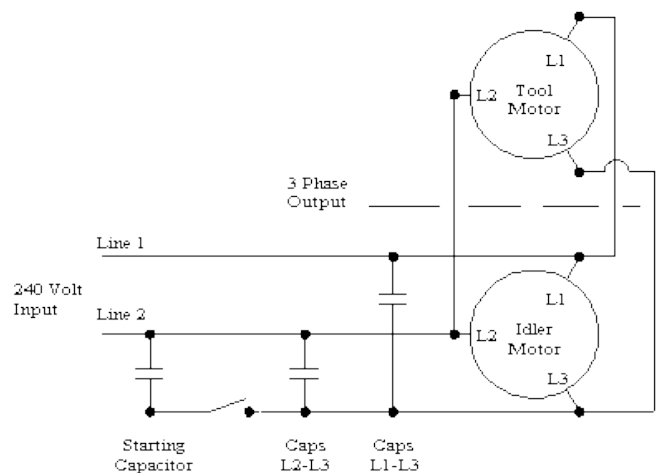 L1
L2 Tool
Motor
L3
3 Phase
Output
Line 1
240 Volt
Input
Line 2
L1
L2 Idler
Motor
L3
Starting
Capacitor
Caps
L2-L3
Caps
L1-L3